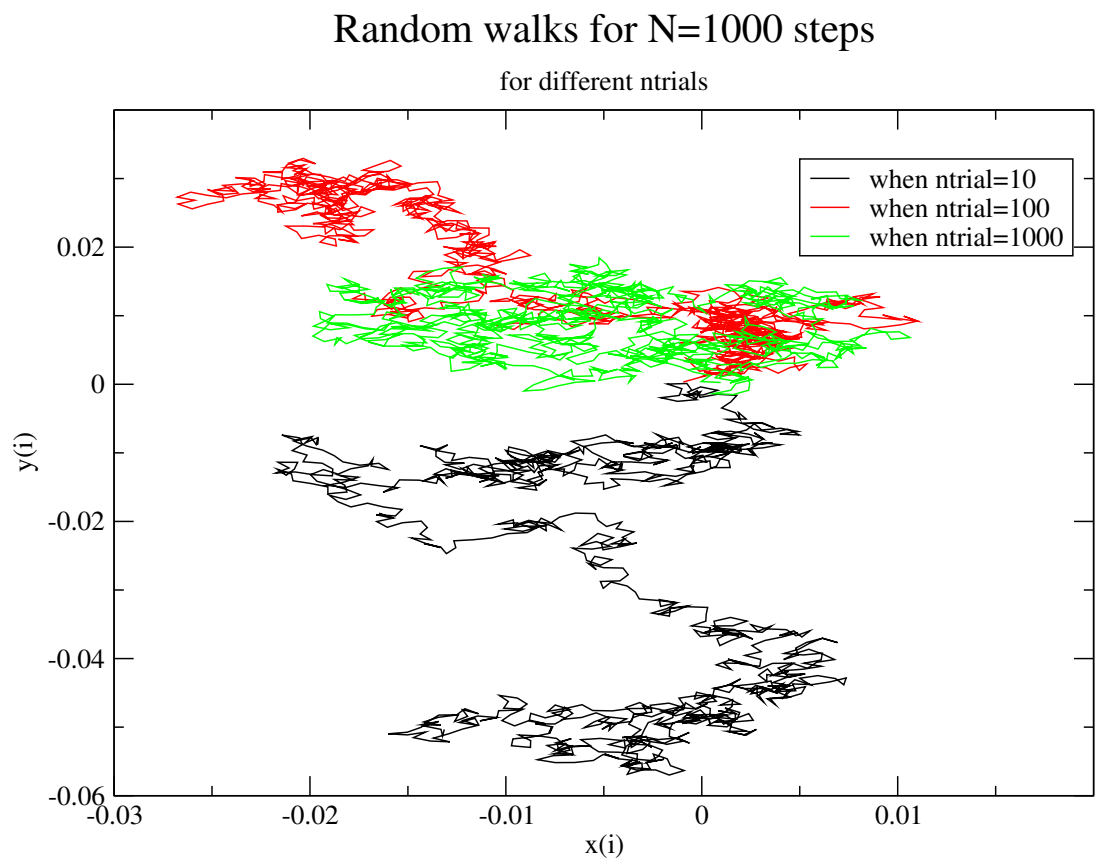 Random walks for N=1000 steps
for different ntrials
when ntrial=10
when ntrial=100
when ntrial=1000
0.02
0
-0.02
-0.04
-0.06
y(i)
-0.03 -0.02 -0.01 0 0.01
x(i)